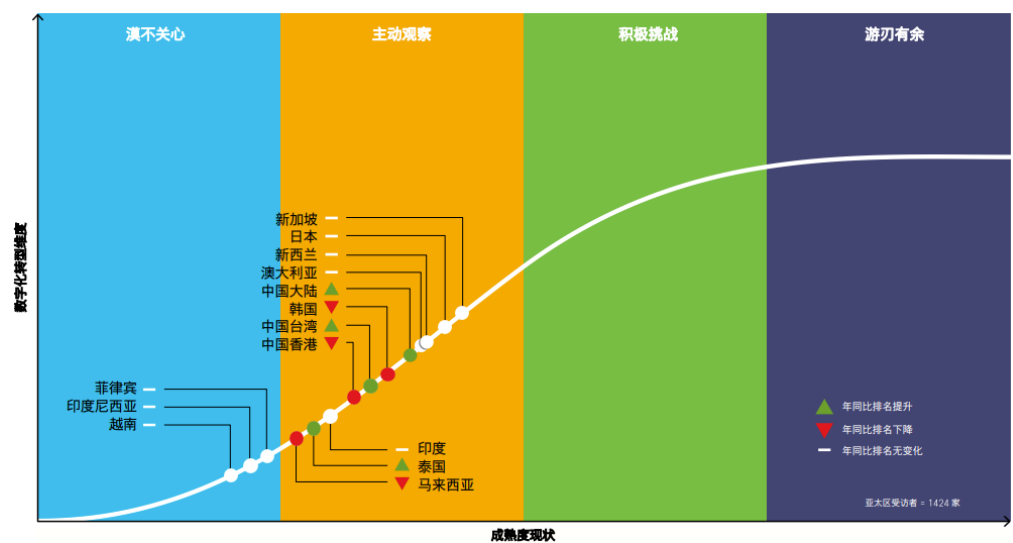 漠不关心
主动观察
积极挑战
游刃有余
数字化转型维度
新加坡
日本
新西兰
澳大利亚
中国大陆
韩国
中国台湾
中国香港
菲律宾
印度尼西亚
越南
印度
泰国
马来西亚
年同比排名提升
年同比排名下降
年同比排名无变化
亚太区受访者 = 1424 家
成熟度现状